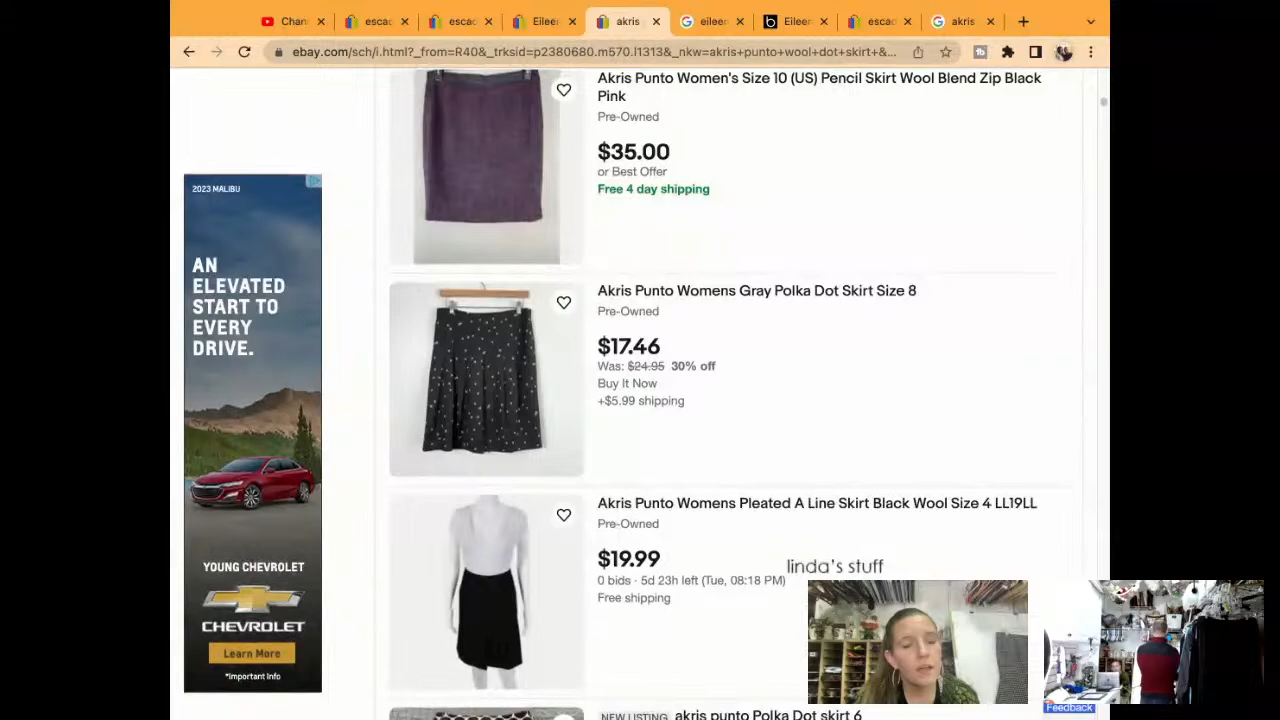 Chan
escad
escad
Eileen
akris
eileen
Eileen
escad
akris
ebay.com/sch/i.html?_from=R40&_trksid=p2380680.m570.l1313&_nkw=akris+punto+wool+dot+skirt+&...
Akris Punto Women's Size 10 (US) Pencil Skirt Wool Blend Zip Black
Pink
Pre-Owned
$35.00
or Best Offer
Free 4 day shipping
2023 MALIBU
AN
ELEVATED
START TO
EVERY
DRIVE.
YOUNG CHEVROLET
CHEVROLET
Learn More
*Important Info
Akris Punto Womens Gray Polka Dot Skirt Size 8
Pre-Owned
$17.46
Was: $24.95 30% off
Buy It Now
+$5.99 shipping
Akris Punto Womens Pleated A Line Skirt Black Wool Size 4 LL19LL
Pre-Owned
$19.99
0 bids · 5d 23h left (Tue, 08:18 PM)
Free shipping
linda's stuff
NEW LISTING akris punto Polka Dot skirt 6
Feedback